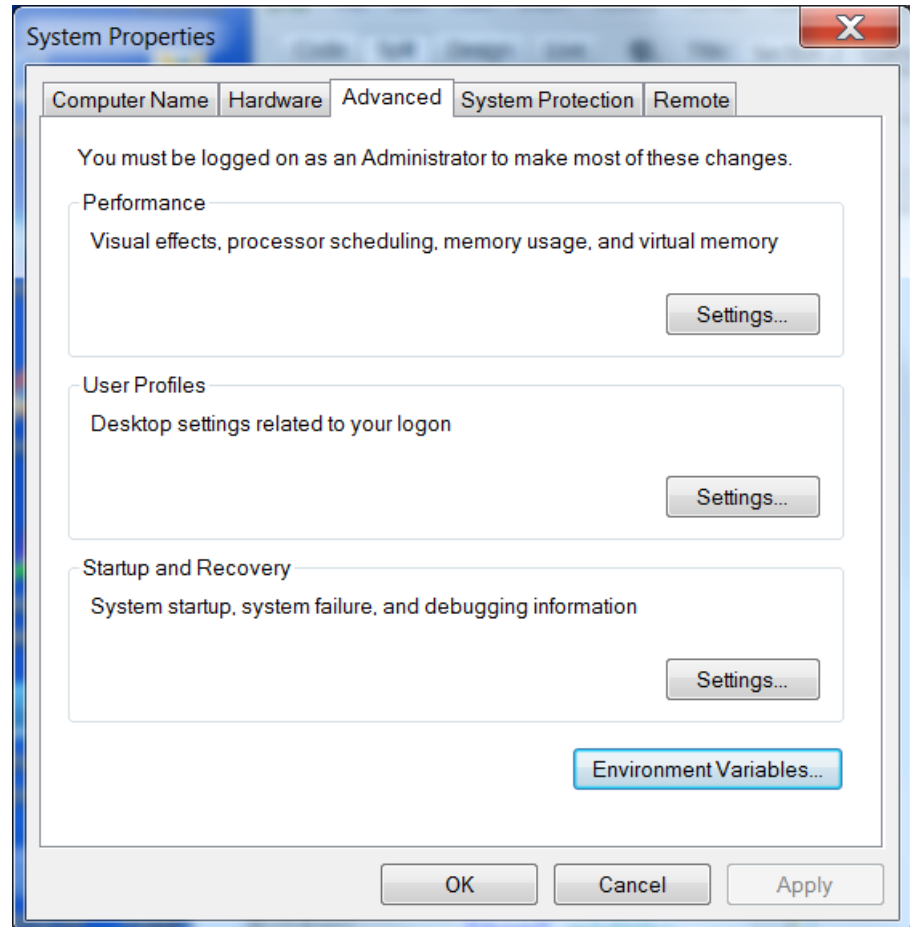 System Properties
Computer Name Hardware Advanced System Protection Remote
You must be logged on as an Administrator to make most of these changes.
Performance
Visual effects, processor scheduling, memory usage, and virtual memory
Settings...
User Profiles
Desktop settings related to your logon
Settings...
Startup and Recovery
System startup, system failure, and debugging information
Settings...
Environment Variables...
OK Cancel Apply